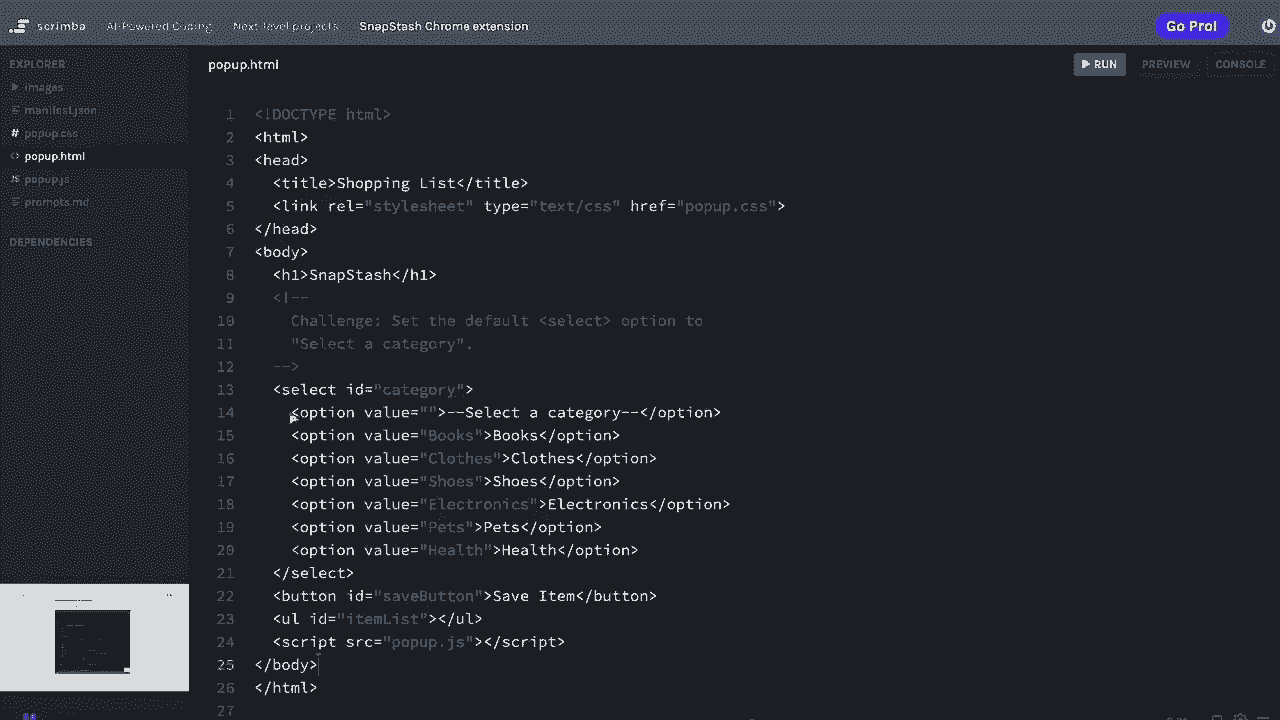 scrimba AI-Powered Coding Next-level projects SnapStash Chrome extension Go Pro!
EXPLORER
images
manifest.json
# popup.css
<> popup.html
JS popup.js
prompts.md
DEPENDENCIES
popup.html
RUN PREVIEW CONSOLE
1 <!DOCTYPE html>
2 <html>
3 <head>
4 <title>Shopping List</title>
5 <link rel="stylesheet" type="text/css" href="popup.css">
6 </head>
7 <body>
8 <h1>SnapStash</h1>
9 <!--
10 Challenge: Set the default <select> option to
11 "Select a category".
12 -->
13 <select id="category">
14 <option value="">--Select a category--</option>
15 <option value="Books">Books</option>
16 <option value="Clothes">Clothes</option>
17 <option value="Shoes">Shoes</option>
18 <option value="Electronics">Electronics</option>
19 <option value="Pets">Pets</option>
20 <option value="Health">Health</option>
21 </select>
22 <button id="saveButton">Save Item</button>
23 <ul id="itemList"></ul>
24 <script src="popup.js"></script>
25 </body>
26 </html>
27